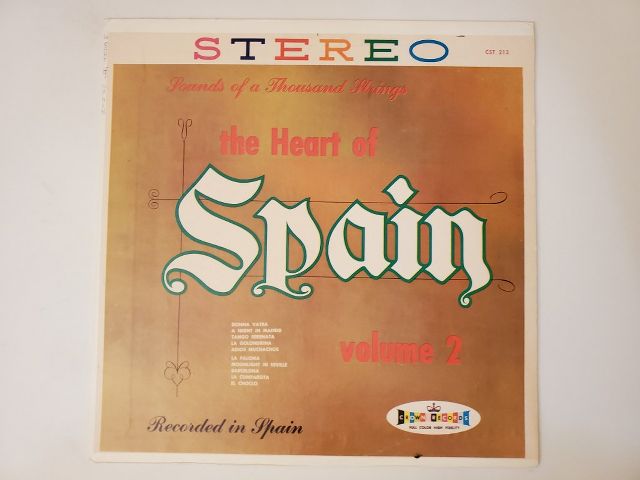 STEREO
CST 213
Sounds of a Thousand Strings
the Heart of
Spain
volume 2
DONNA VATRA
A NIGHT IN MADRID
TANGO SERENATA
LA GOLONDRINA
ADIOS MUCHACHOS
LA PALOMA
MOONLIGHT IN SEVILLE
BARCELONA
LA CUMPARSITA
EL CHOCLO
Recorded in Spain
CROWN RECORDS
FULL COLOR HIGH FIDELITY